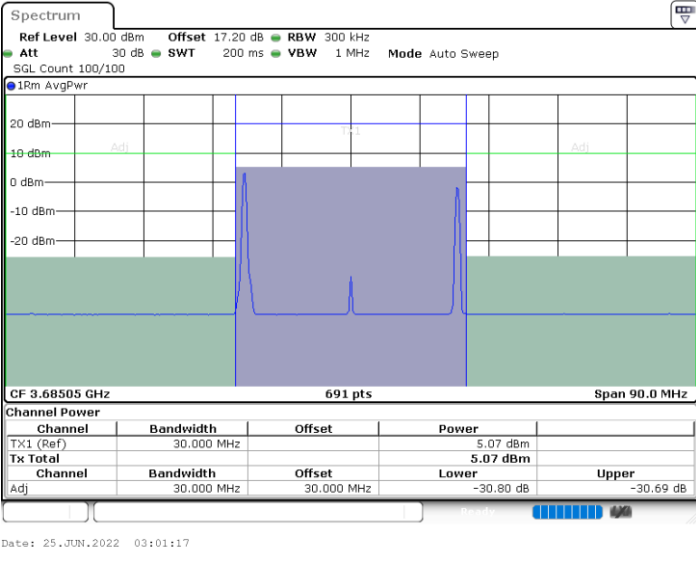 Spectrum
Ref Level 30.00 dBm Offset 17.20 dB RBW 300 kHz
Att 30 dB SWT 200 ms VBW 1 MHz Mode Auto Sweep
SGL Count 100/100
1Rm AvgPwr
20 dBm
TX1
Adj Adj
10 dBm
0 dBm
-10 dBm
-20 dBm
CF 3.68505 GHz 691 pts Span 90.0 MHz
Channel Power
Channel Bandwidth Offset Power
TX1 (Ref) 30.000 MHz 5.07 dBm
Tx Total 5.07 dBm
Channel Bandwidth Offset Lower Upper
Adj 30.000 MHz 30.000 MHz -30.80 dB -30.69 dB
Ready
Date: 25.JUN.2022 03:01:17